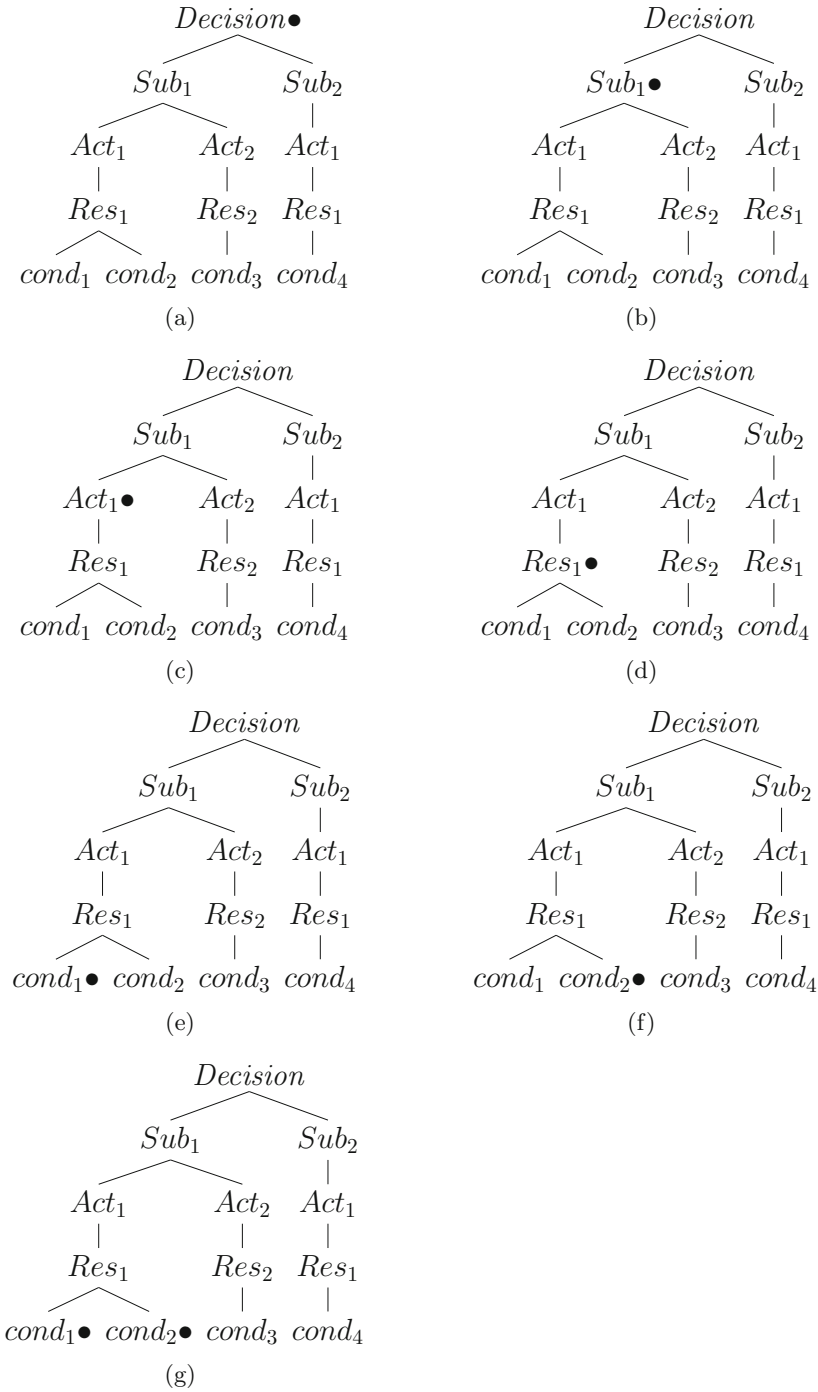 Decision● Decision
Sub₁ Sub₂ Sub₁● Sub₂
Act₁ Act₂ Act₁ Act₁ Act₂ Act₁
Res₁ Res₂ Res₁ Res₁ Res₂ Res₁
cond₁ cond₂ cond₃ cond₄ cond₁ cond₂ cond₃ cond₄
(a) (b)
Decision Decision
Sub₁ Sub₂ Sub₁ Sub₂
Act₁● Act₂ Act₁ Act₁ Act₂ Act₁
Res₁ Res₂ Res₁ Res₁● Res₂ Res₁
cond₁ cond₂ cond₃ cond₄ cond₁ cond₂ cond₃ cond₄
(c) (d)
Decision Decision
Sub₁ Sub₂ Sub₁ Sub₂
Act₁ Act₂ Act₁ Act₁ Act₂ Act₁
Res₁ Res₂ Res₁ Res₁ Res₂ Res₁
cond₁● cond₂ cond₃ cond₄ cond₁ cond₂● cond₃ cond₄
(e) (f)
Decision
Sub₁ Sub₂
Act₁ Act₂ Act₁
Res₁ Res₂ Res₁
cond₁● cond₂● cond₃ cond₄
(g)